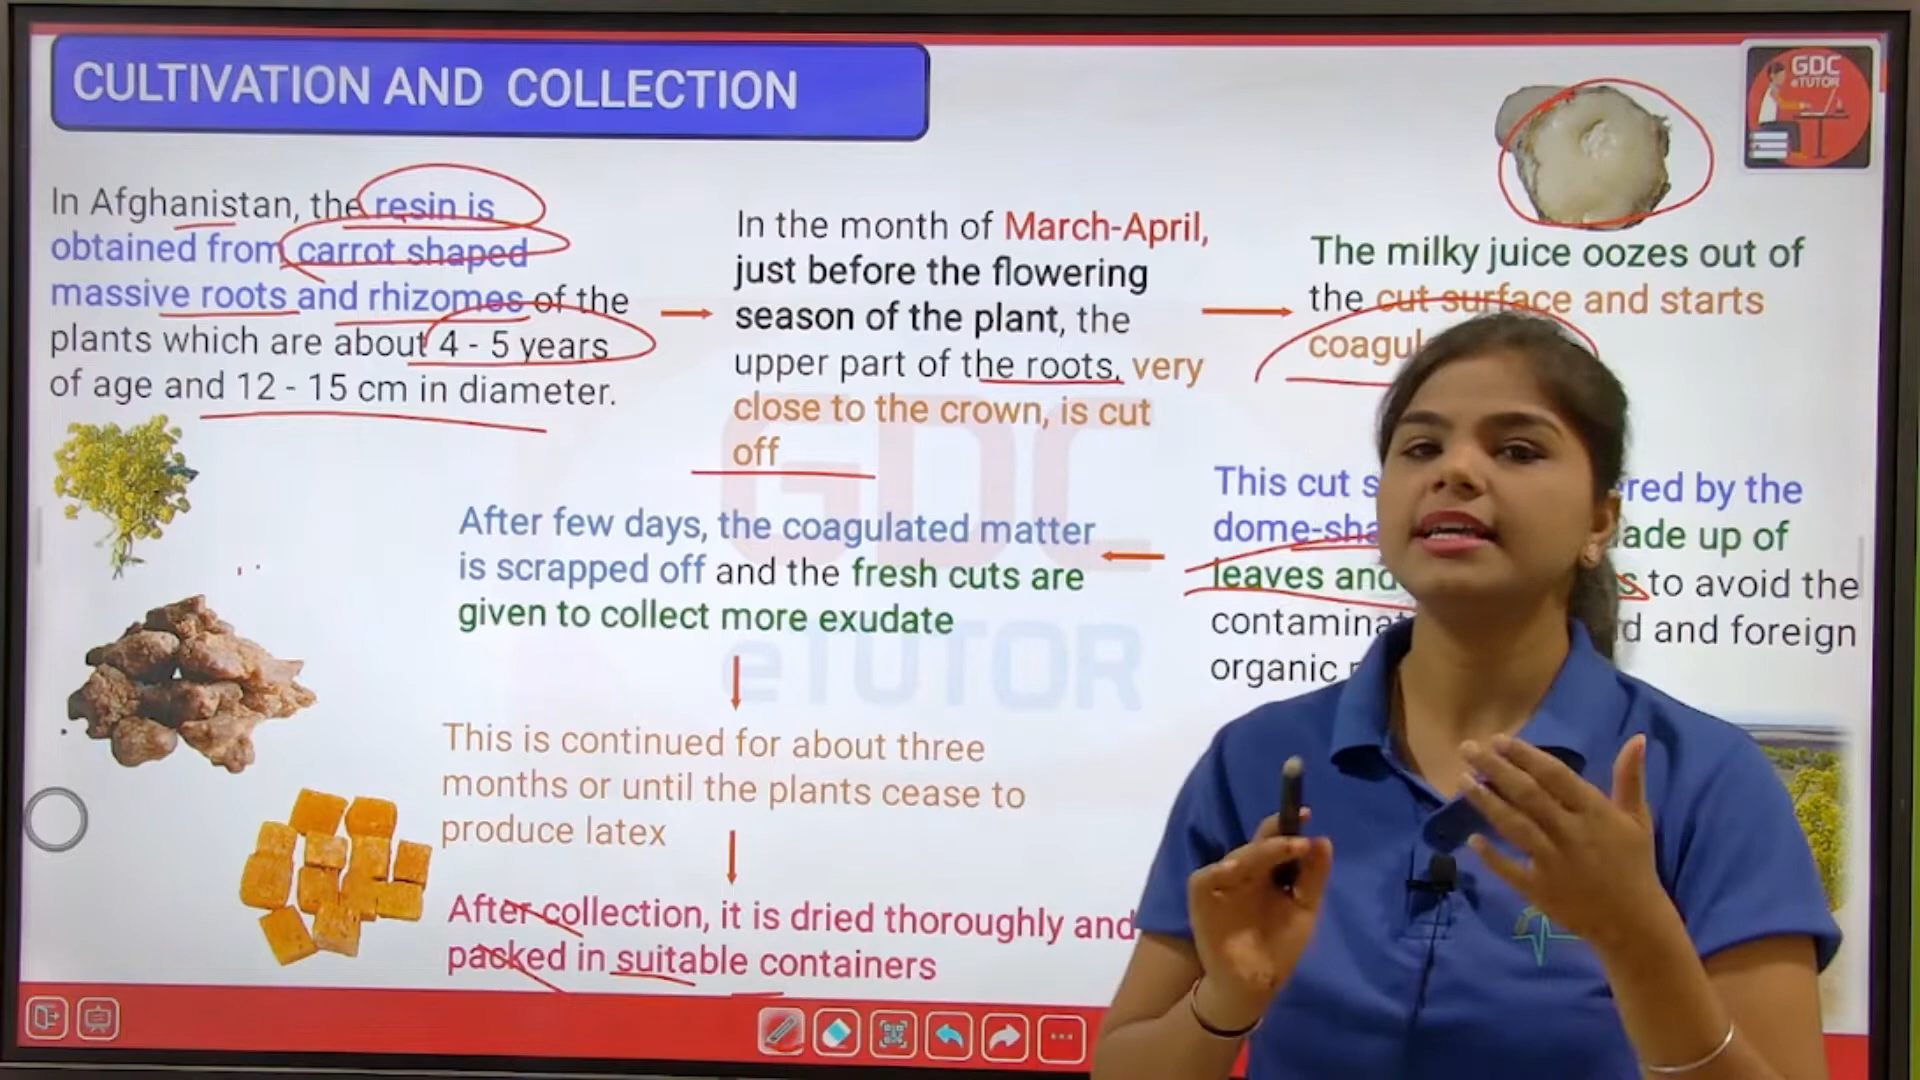 CULTIVATION AND COLLECTION
GDC
eTUTOR
In Afghanistan, the resin is
obtained from carrot shaped
massive roots and rhizomes of the
plants which are about 4 - 5 years
of age and 12 - 15 cm in diameter.
In the month of March-April,
just before the flowering
season of the plant, the
upper part of the roots, very
close to the crown, is cut
off
The milky juice oozes out of
the cut surface and starts
This cut
by the
up of
leaves and to avoid the
and foreign
organic
After few days, the coagulated matter
is scrapped off and the fresh cuts are
given to collect more exudate
This is continued for about three
months or until the plants cease to
produce latex
After collection, it is dried thoroughly and
packed in suitable containers
GDC
eTUTOR